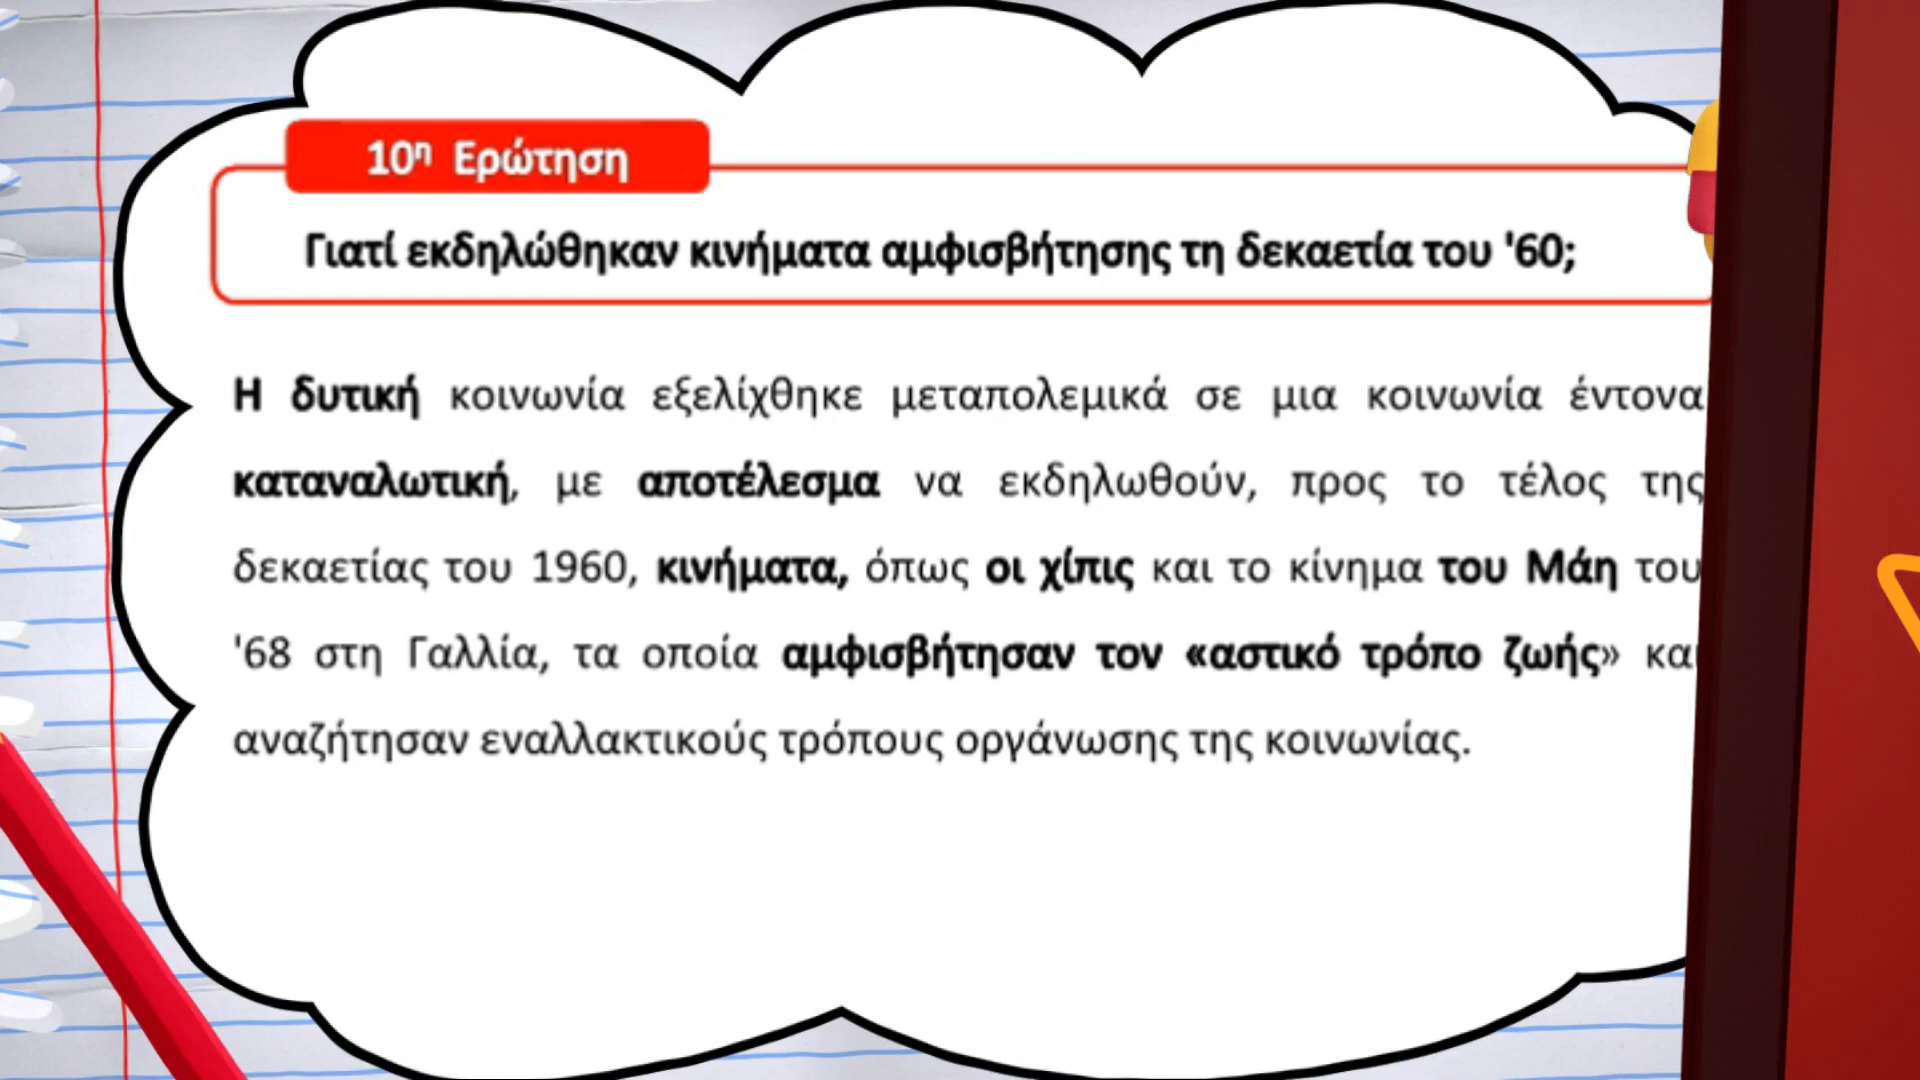 10η Ερώτηση
Γιατί εκδηλώθηκαν κινήματα αμφισβήτησης τη δεκαετία του '60;
Η δυτική κοινωνία εξελίχθηκε μεταπολεμικά σε μια κοινωνία έντονα
καταναλωτική, με αποτέλεσμα να εκδηλωθούν, προς το τέλος της
δεκαετίας του 1960, κινήματα, όπως οι χίπις και το κίνημα του Μάη του
'68 στη Γαλλία, τα οποία αμφισβήτησαν τον «αστικό τρόπο ζωής» και
αναζήτησαν εναλλακτικούς τρόπους οργάνωσης της κοινωνίας.